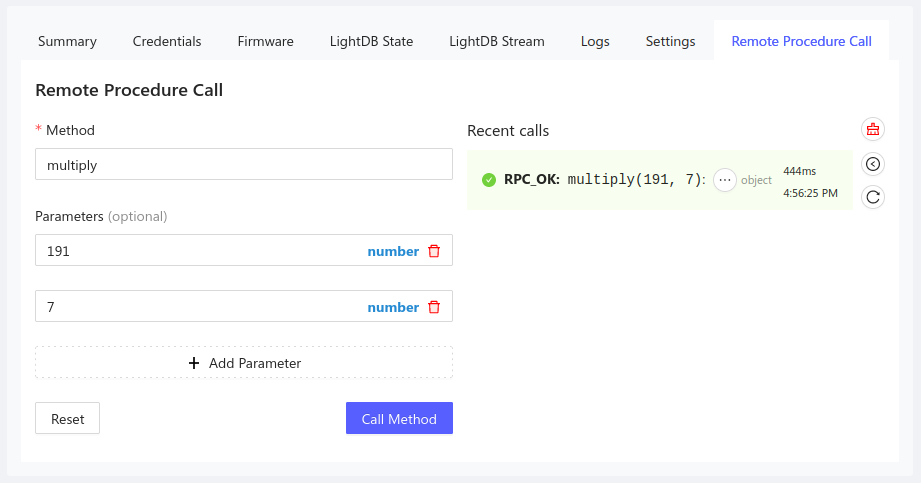 Summary Credentials Firmware LightDB State LightDB Stream Logs Settings Remote Procedure Call
Remote Procedure Call
* Method
multiply
Parameters (optional)
191 number
7 number
+ Add Parameter
Reset Call Method
Recent calls
RPC_OK: multiply(191, 7): ... object 444ms
4:56:25 PM